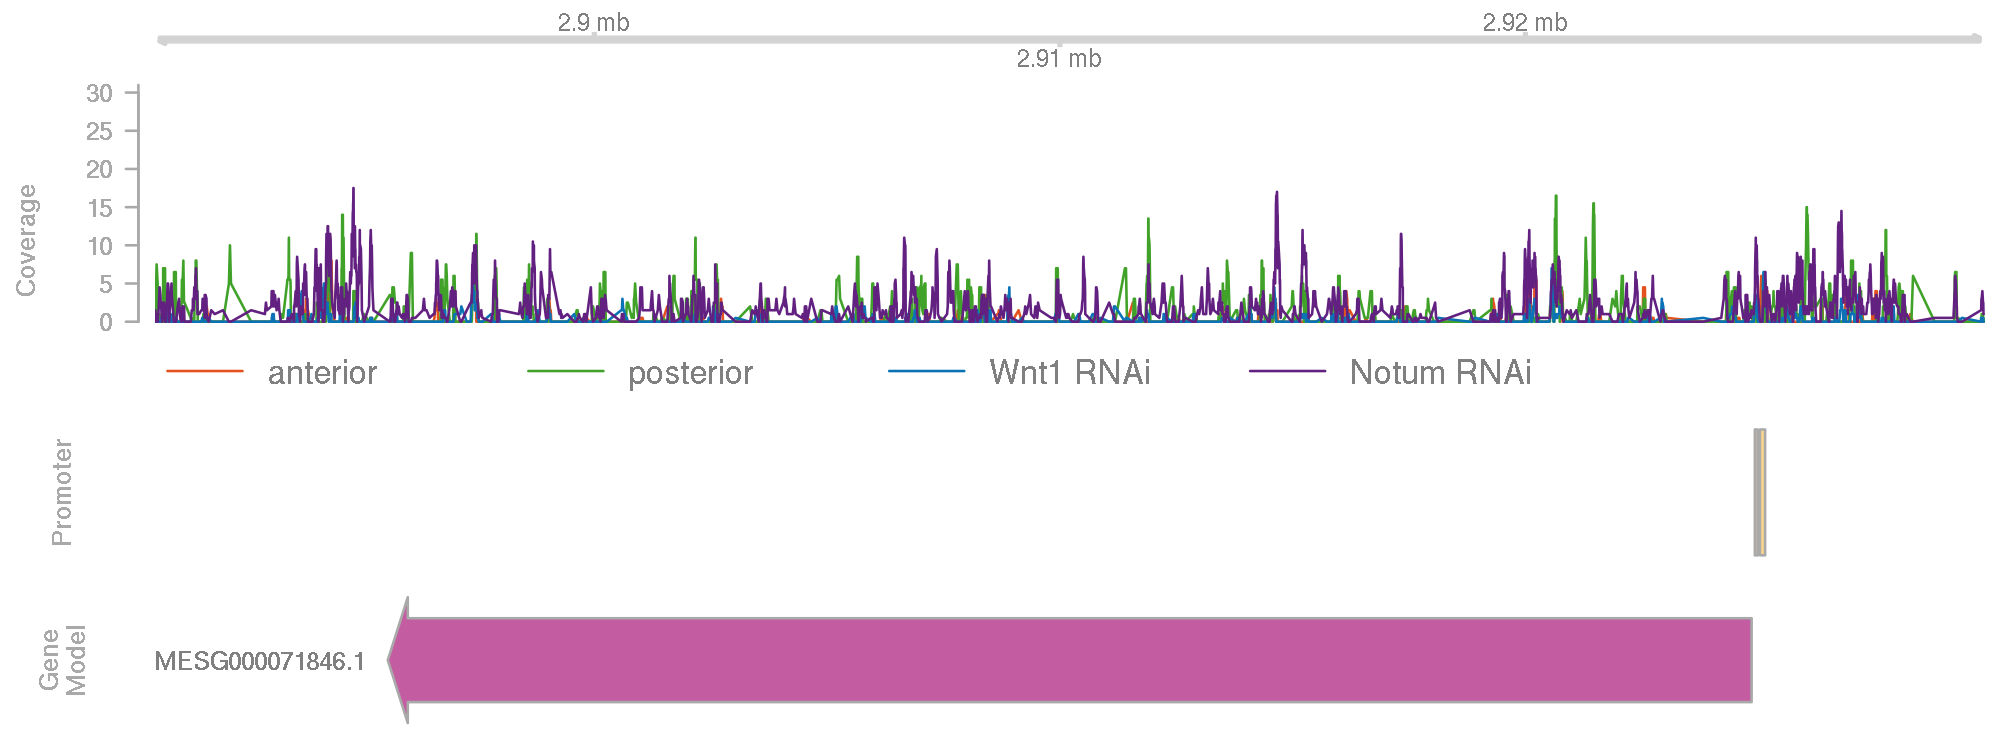 2.9 mb
2.92 mb
2.91 mb
Coverage
30
25
20
15
10
5
0
anterior posterior Wnt1 RNAi Notum RNAi
Promoter
Gene
Model
MESG000071846.1